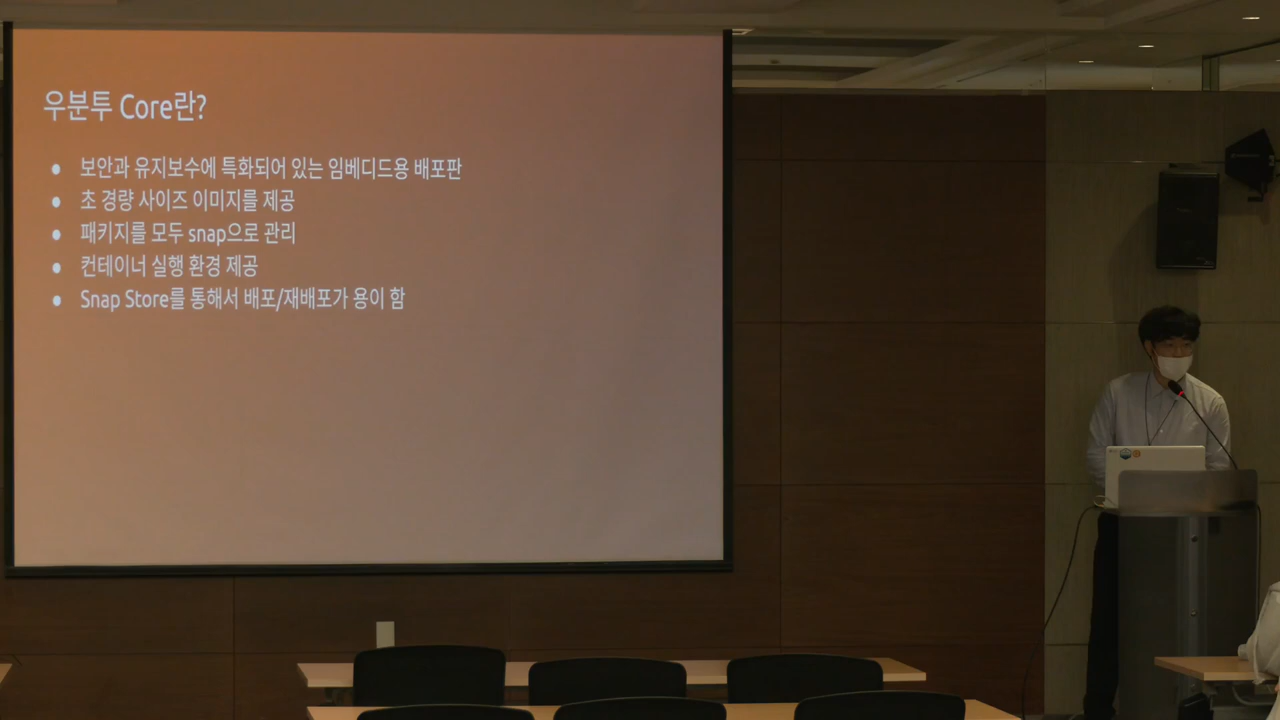 우분투 Core란?
● 보안과 유지보수에 특화되어 있는 임베디드용 배포판
● 초 경량 사이즈 이미지를 제공
● 패키지를 모두 snap으로 관리
● 컨테이너 실행 환경 제공
● Snap Store를 통해서 배포/재배포가 용이 함